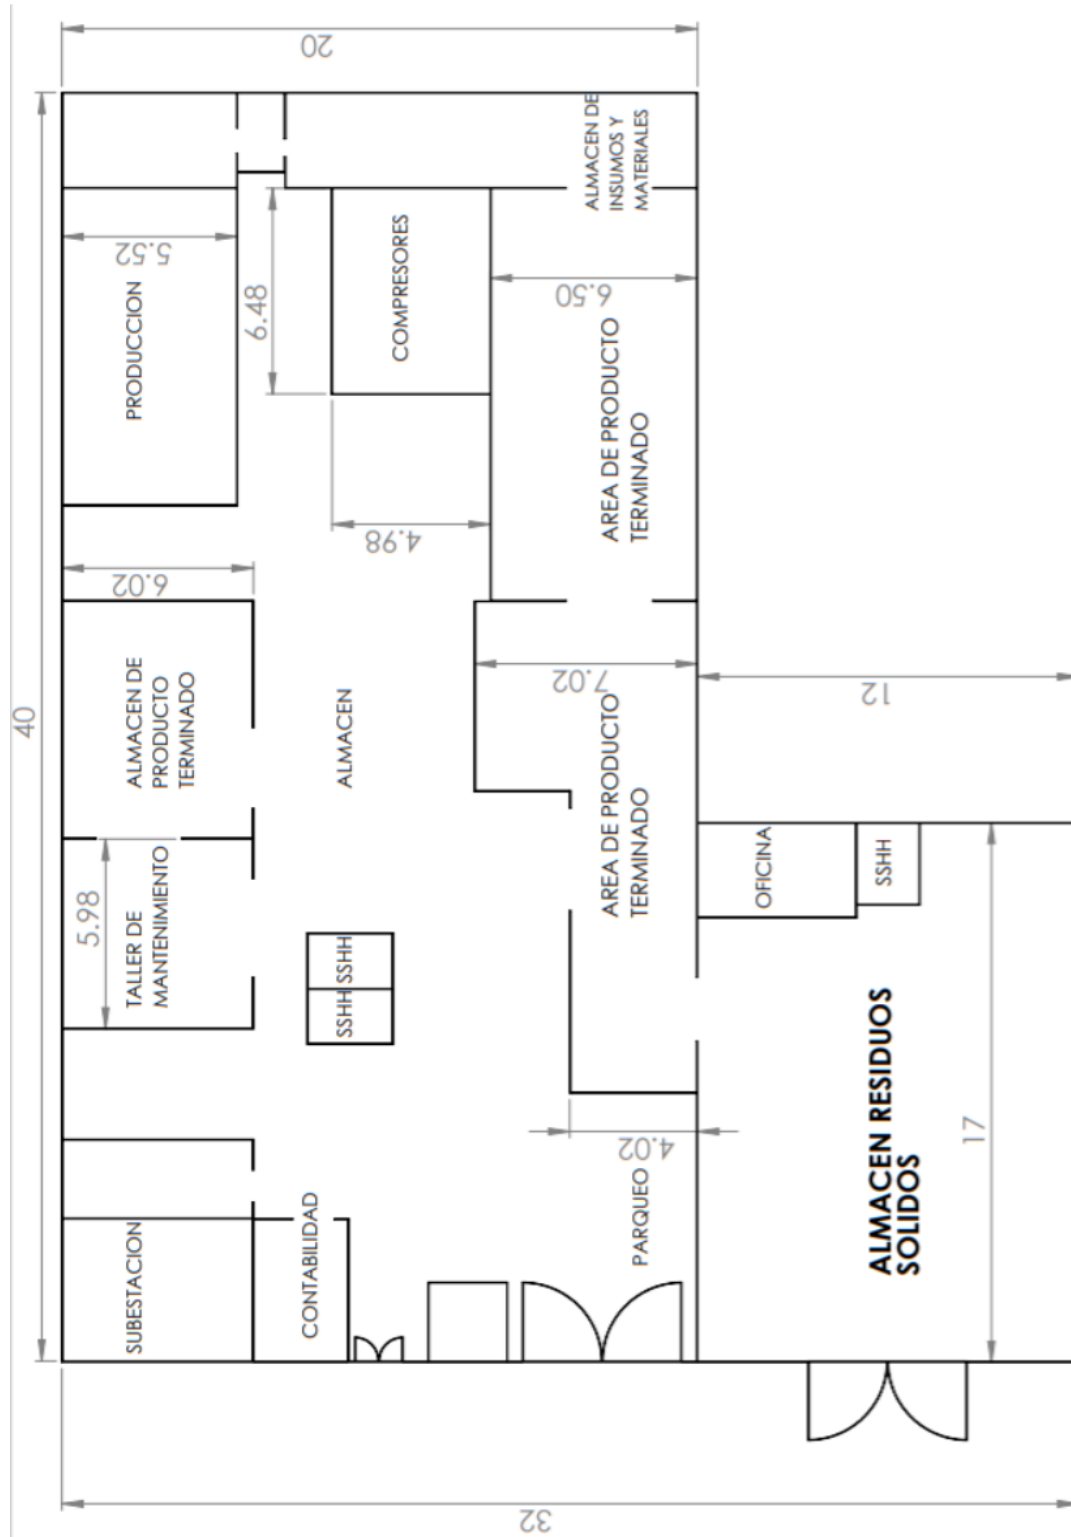 20
40
ALMACEN DE
INSUMOS Y
MATERIALES
5.52
PRODUCCION
6.48
COMPRESORES
6.50
AREA DE PRODUCTO
TERMINADO
4.98
6.02
ALMACEN DE
PRODUCTO
TERMINADO
ALMACEN
7.02
AREA DE PRODUCTO
TERMINADO
12
5.98
TALLER DE
MANTENIMIENTO
SSHH
SSHH
OFICINA
SSHH
ALMACEN RESIDUOS
SOLIDOS
17
4.02
PARQUEO
SUBESTACION
CONTABILIDAD
32